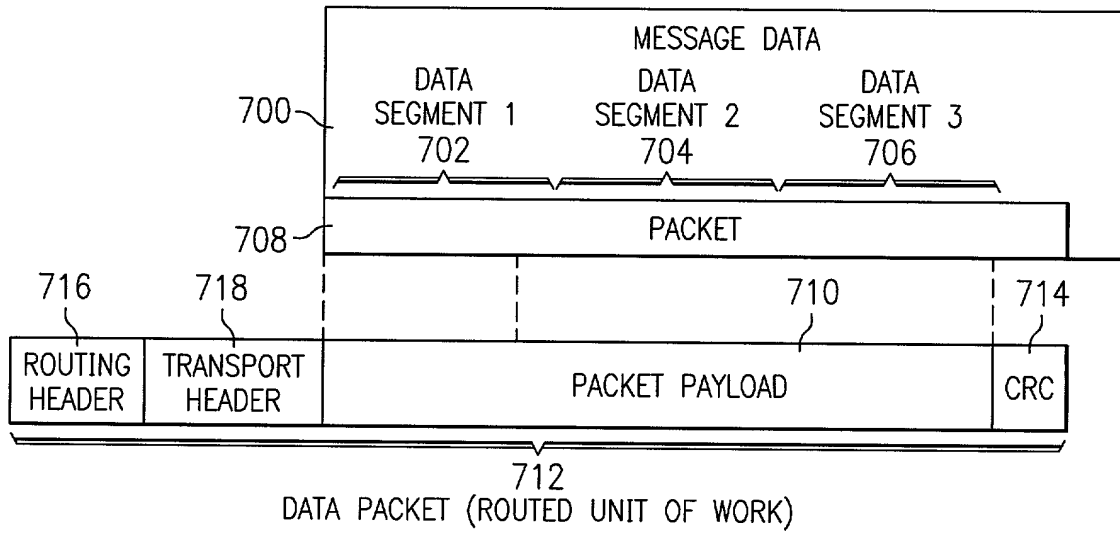 MESSAGE DATA
DATA SEGMENT 1
702
DATA SEGMENT 2
704
DATA SEGMENT 3
706
700
708
PACKET
716
718
710
714
ROUTING HEADER
TRANSPORT HEADER
PACKET PAYLOAD
CRC
712
DATA PACKET (ROUTED UNIT OF WORK)